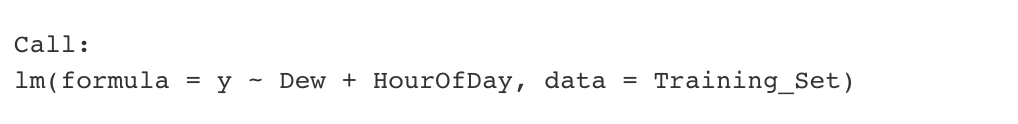 Call:
lm(formula = y ~ Dew + HourOfDay, data = Training_Set)